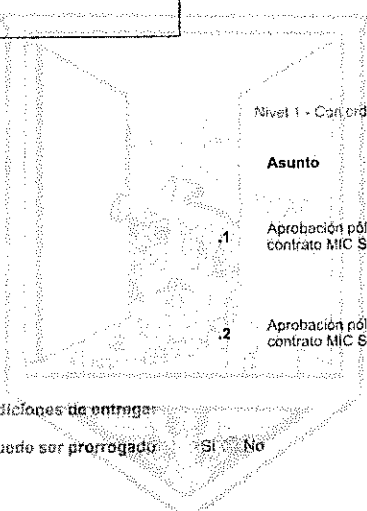 Nivel 1 - Con
Asunto
.1 Aprobación pól
contrato MIC S
.2 Aprobación pól
contrato MIC S
diciones de entrega:
uede ser prorrogado Si No